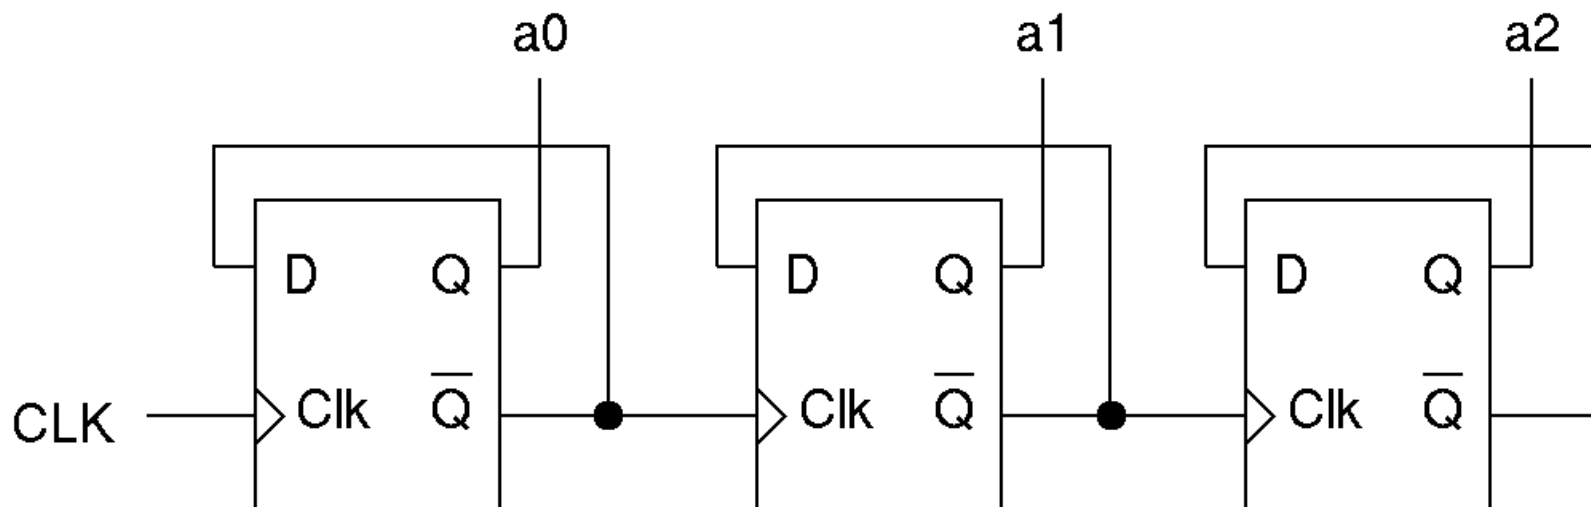 a0 a1 a2
D Q D Q D Q
CLK Clk Q̅ Clk Q̅ Clk Q̅